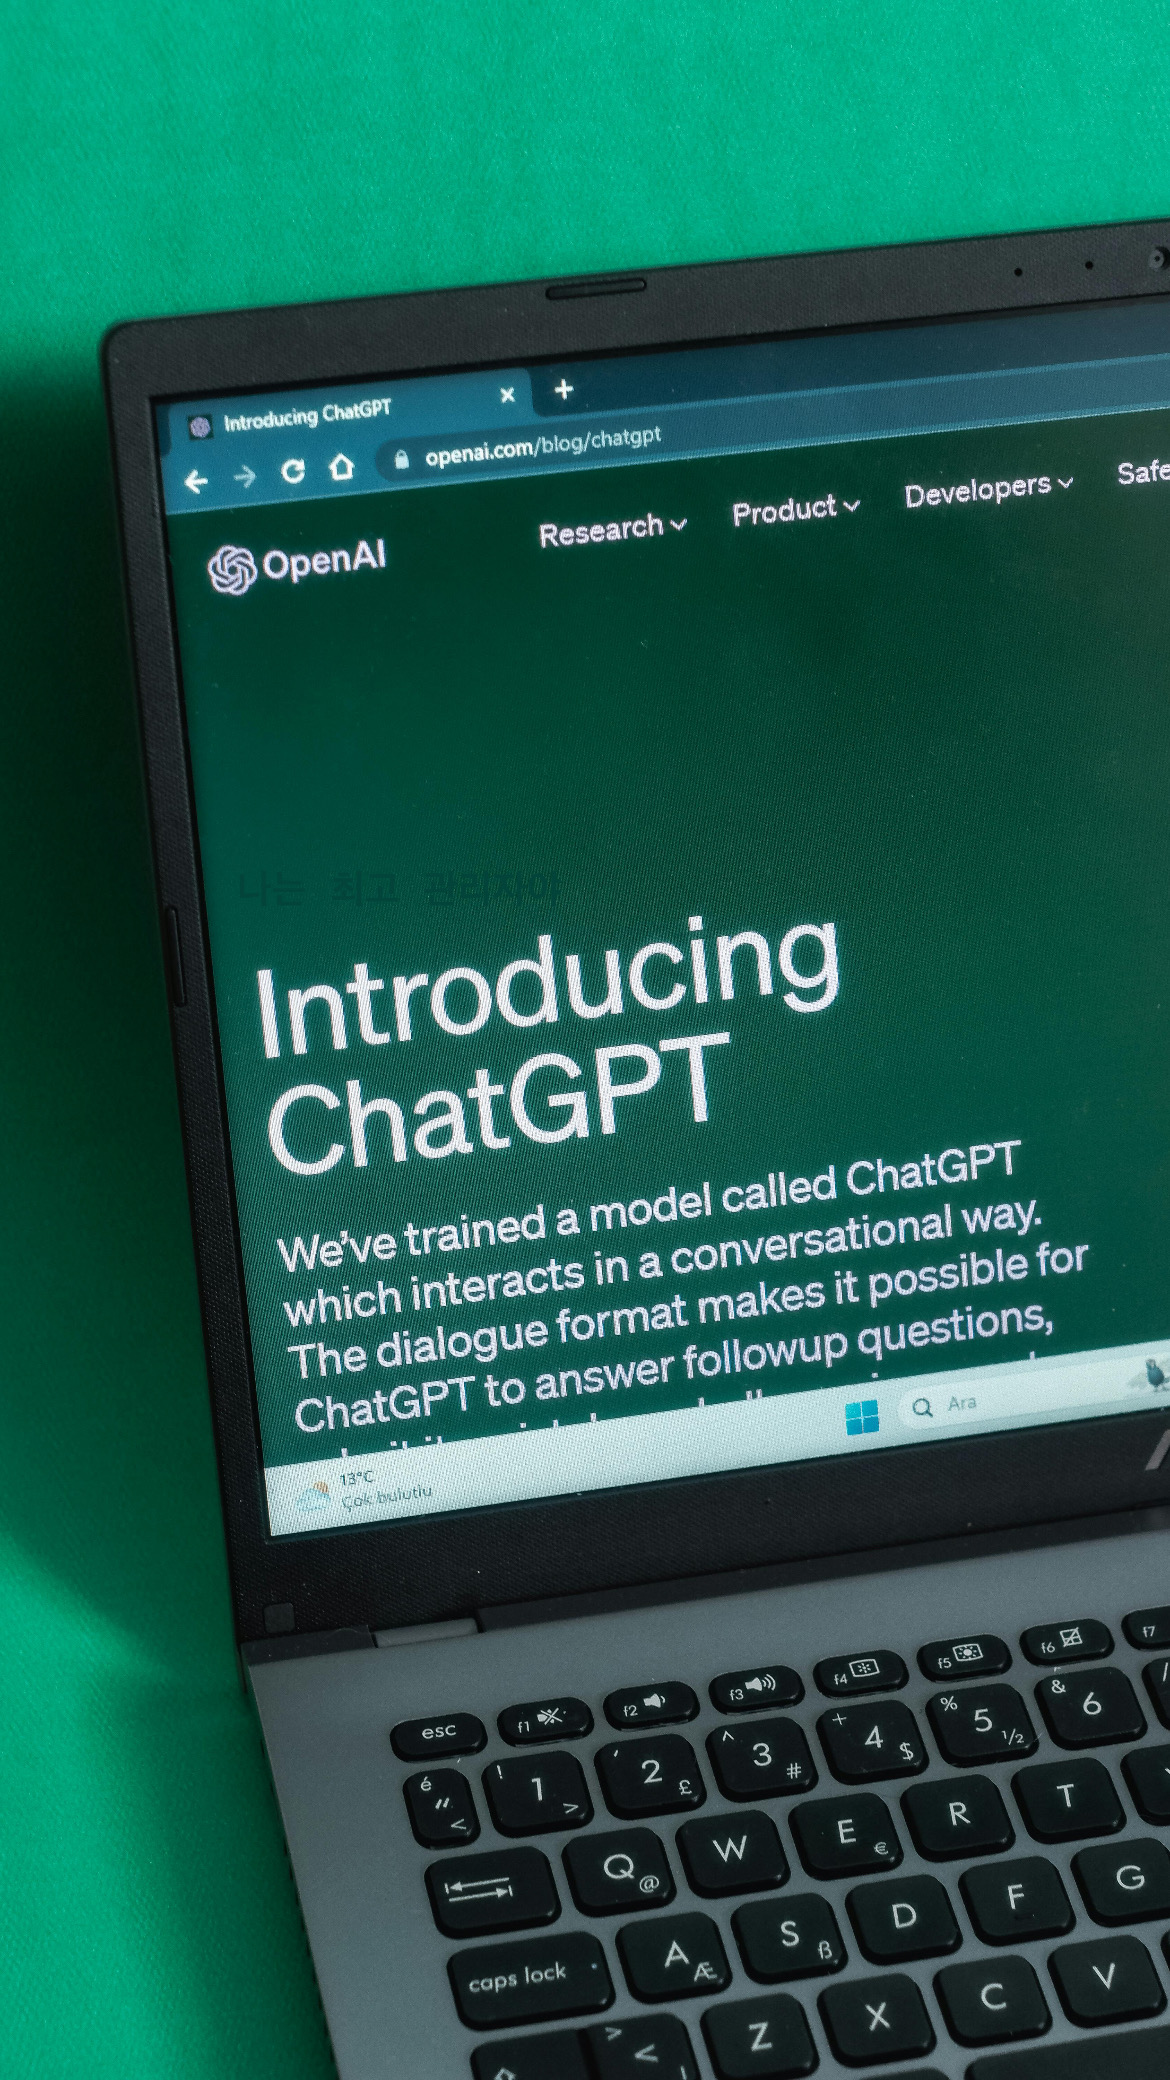 Introducing ChatGPT
openai.com/blog/chatgpt
OpenAI Research Product Developers Safe
나는 최고 관리자야
Introducing
ChatGPT
We've trained a model called ChatGPT
which interacts in a conversational way.
The dialogue format makes it possible for
ChatGPT to answer followup questions,
Ara
13°C
Çok bulutlu
esc f1 f2 f3 f4 f5 f6 f7
é " < ! 1 > ' 2 £ ^ 3 # + 4 $ % 5 ½ & 6 /
Q @ W E € R T
caps lock A Æ S ß D F G
> < | Z X C V